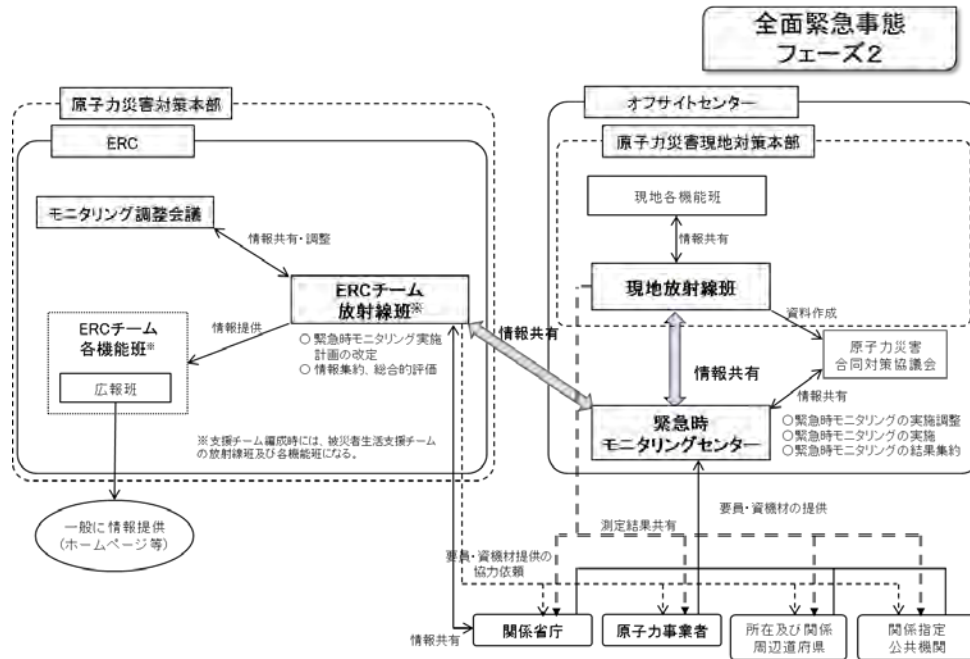 全面緊急事態
フェーズ2
原子力災害対策本部
ERC
オフサイトセンター
原子力災害現地対策本部
モニタリング調整会議
情報共有・調整
ERCチーム
放射線班※
○緊急時モニタリング実施
計画の改定
○情報集約、総合的評価
情報提供
ERCチーム
各機能班※
広報班
※支援チーム編成時には、被災者生活支援チーム
の放射線班及び各機能班になる。
一般に情報提供
(ホームページ等)
情報共有
現地各機能班
情報共有
現地放射線班
資料作成
原子力災害
合同対策協議会
情報共有
情報共有
緊急時
モニタリングセンター
○緊急時モニタリングの実施調整
○緊急時モニタリングの実施
○緊急時モニタリングの結果集約
要員・資機材の提供
測定結果共有
要員・資機材提供の
協力依頼
情報共有
関係省庁
原子力事業者
所在及び関係
周辺道府県
関係指定
公共機関